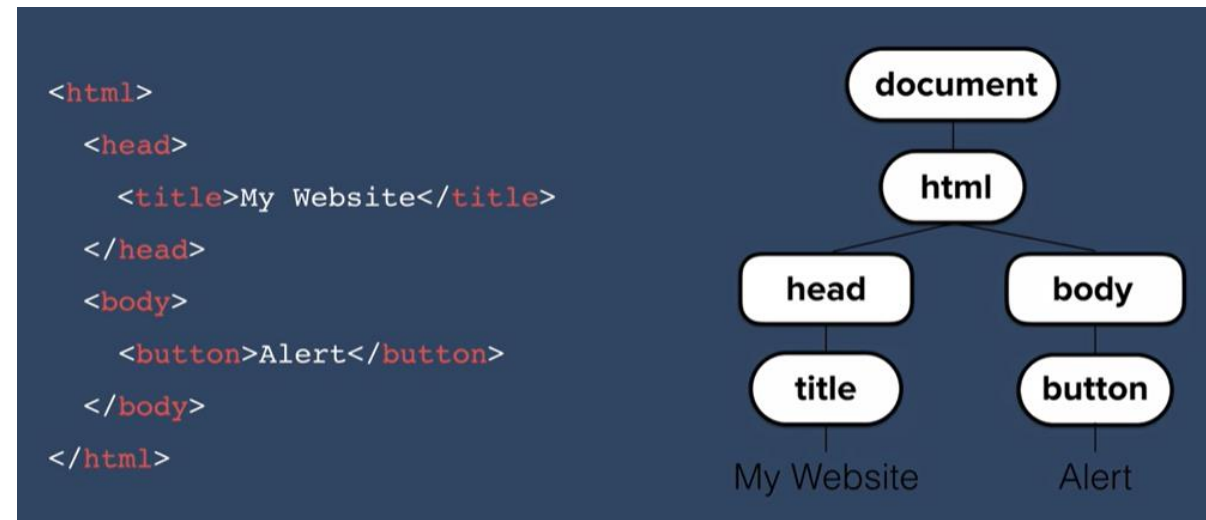 <html>
<head>
<title>My Website</title>
</head>
<body>
<button>Alert</button>
</body>
</html>
document
html
head body
title button
My Website Alert